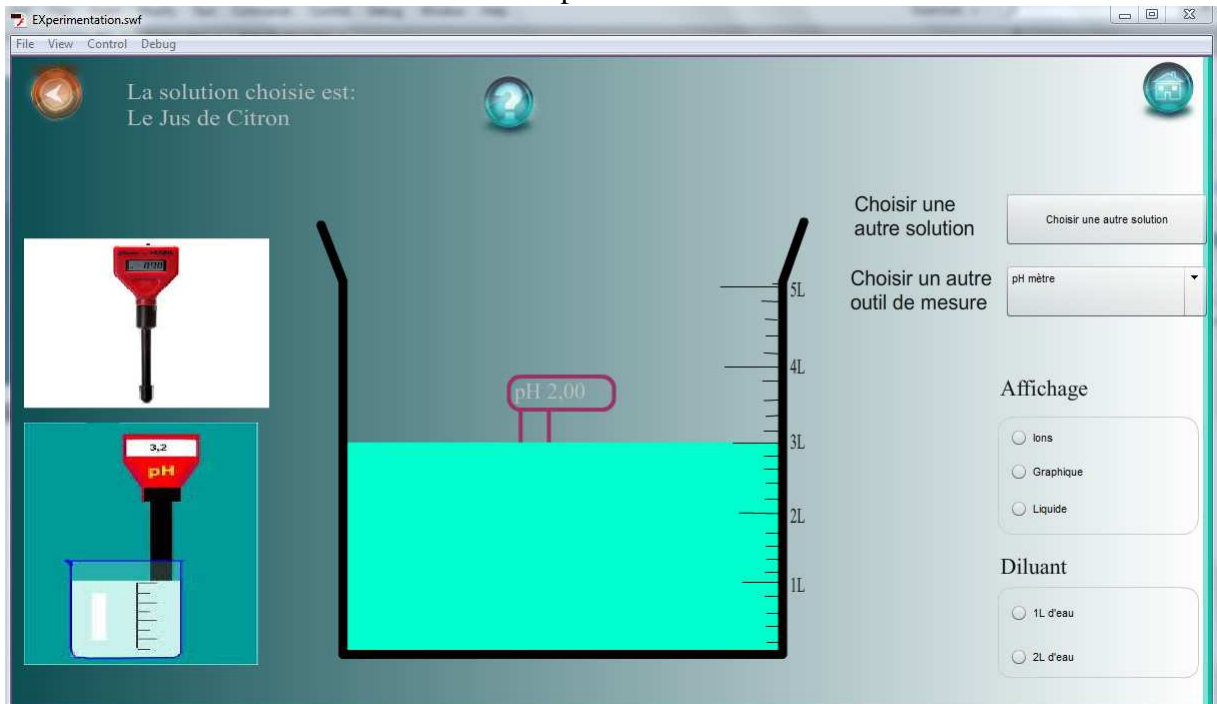 EXperimentation.swf
File View Control Debug
La solution choisie est:
Le Jus de Citron
?
Choisir une
autre solution
Choisir une autre solution
Choisir un autre
outil de mesure
pH mètre
5L
4L
3L
2L
1L
pH 2,00
3,2
pH
Affichage
Ions
Graphique
Liquide
Diluant
1L d'eau
2L d'eau